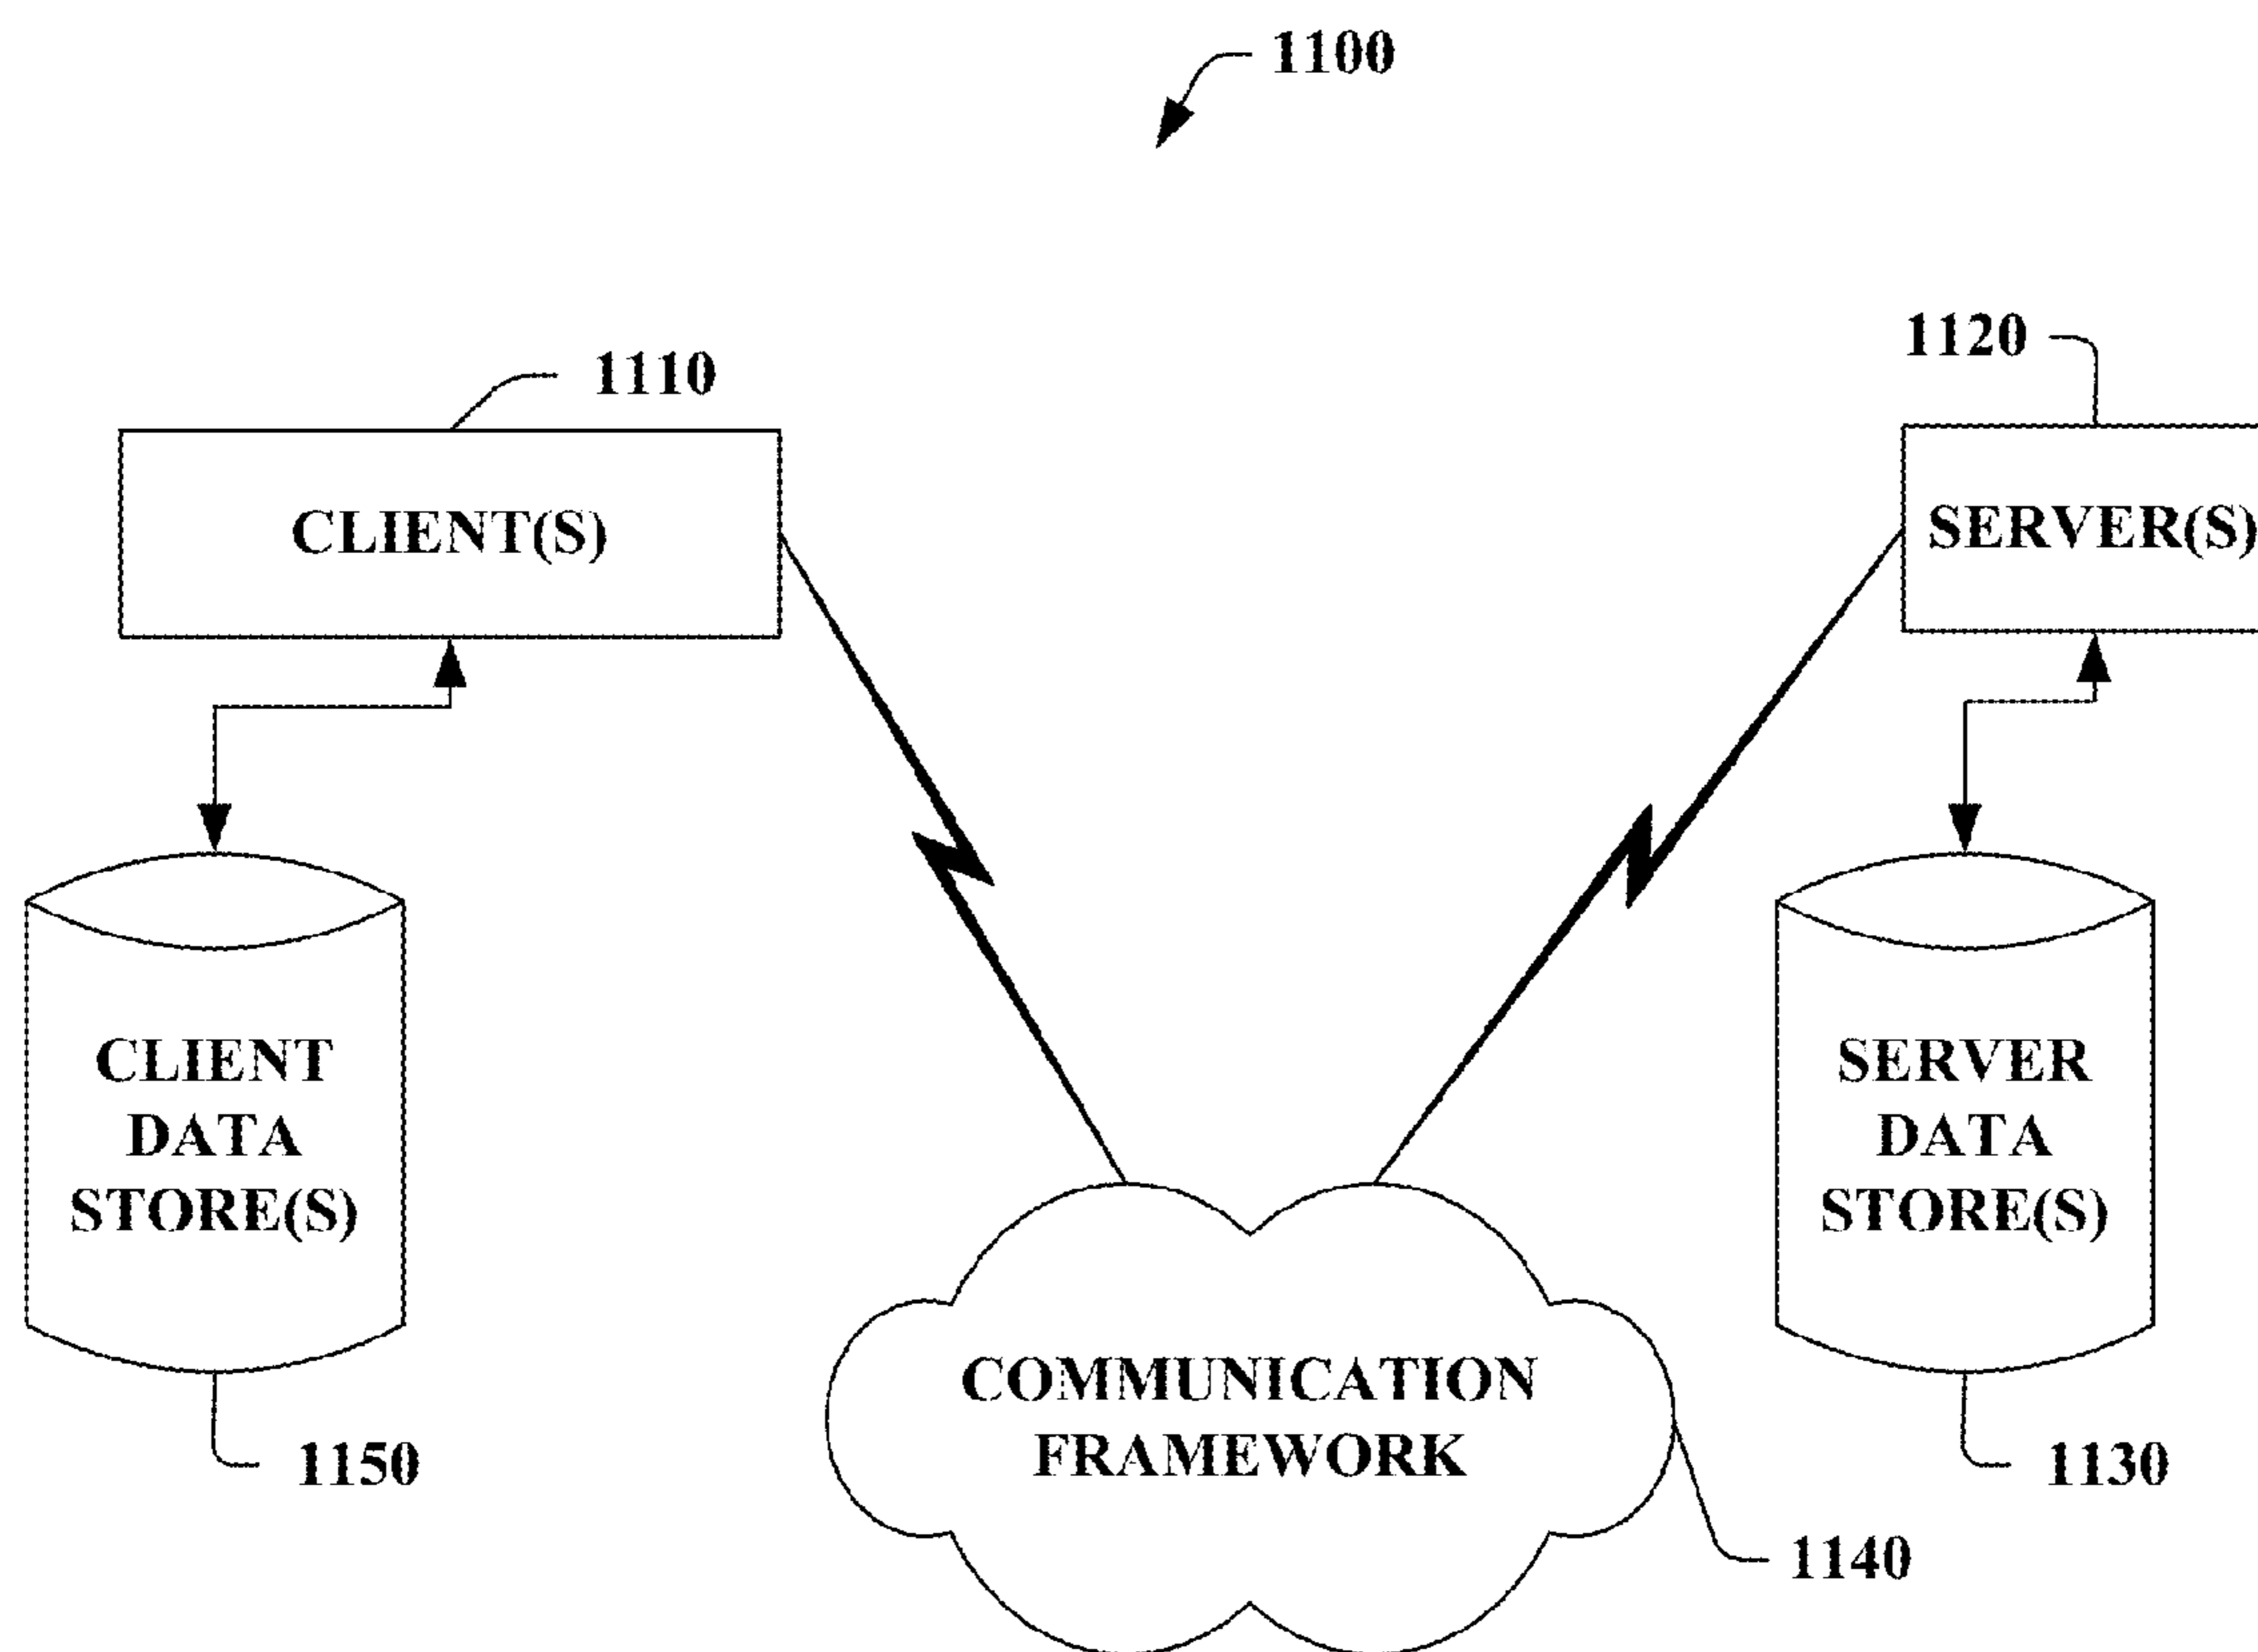 1100
1110
1120
CLIENT(S)
SERVER(S)
CLIENT
DATA
STORE(S)
SERVER
DATA
STORE(S)
COMMUNICATION
FRAMEWORK
1150
1130
1140